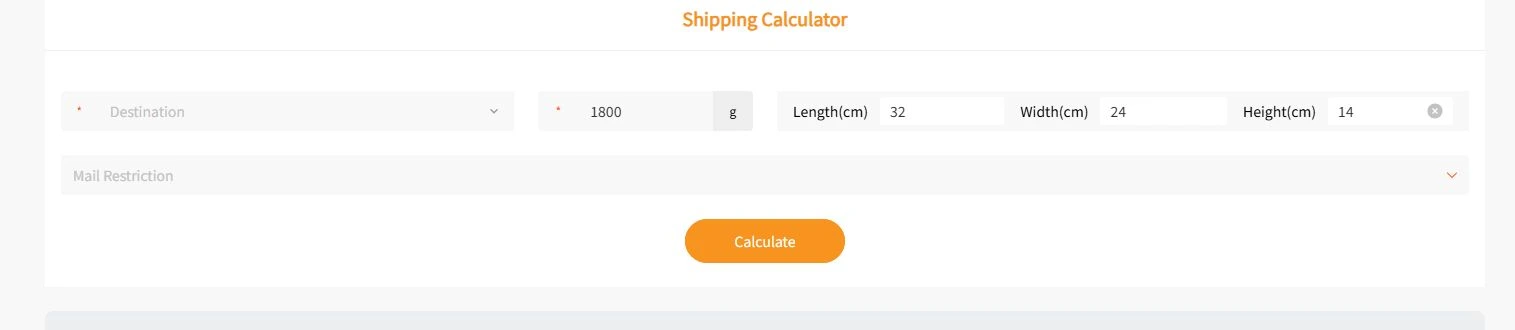 Shipping Calculator
* Destination * 1800 g Length(cm) 32 Width(cm) 24 Height(cm) 14
Mail Restriction
Calculate